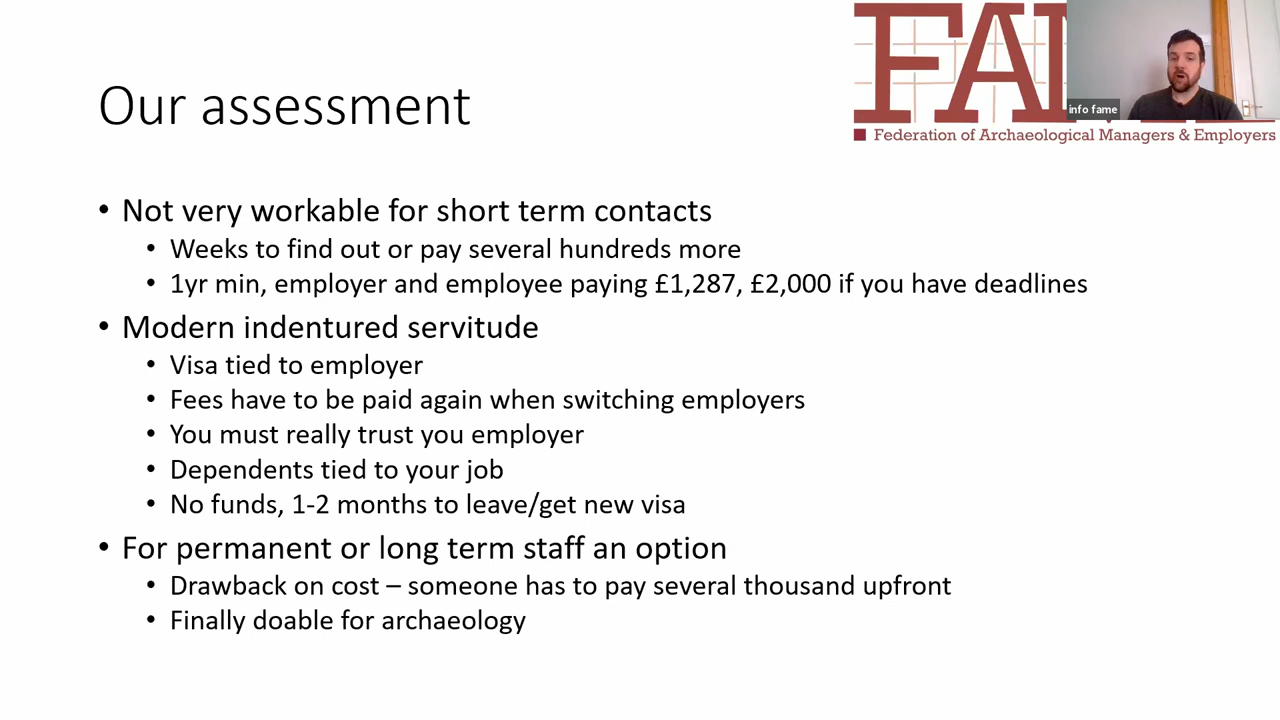 FAM
info fame
Federation of Archaeological Managers & Employers
Our assessment
• Not very workable for short term contacts
• Weeks to find out or pay several hundreds more
• 1yr min, employer and employee paying £1,287, £2,000 if you have deadlines
• Modern indentured servitude
• Visa tied to employer
• Fees have to be paid again when switching employers
• You must really trust you employer
• Dependents tied to your job
• No funds, 1-2 months to leave/get new visa
• For permanent or long term staff an option
• Drawback on cost – someone has to pay several thousand upfront
• Finally doable for archaeology